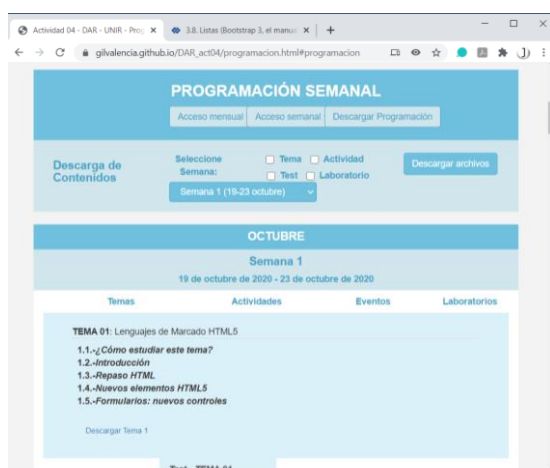 Actividad 04 - DAR - UNIR - Prog
3.8. Listas (Bootstrap 3, el manua
gilvalencia.github.io/DAR_act04/programacion.html#programacion
PROGRAMACIÓN SEMANAL
Acceso mensual Acceso semanal Descargar Programación
Descarga de Contenidos
Seleccione Semana:
Tema Actividad
Test Laboratorio
Semana 1 (19-23 octubre)
Descargar archivos
OCTUBRE
Semana 1
19 de octubre de 2020 - 23 de octubre de 2020
Temas Actividades Eventos Laboratorios
TEMA 01: Lenguajes de Marcado HTML5
1.1.-¿Cómo estudiar este tema?
1.2.-Introducción
1.3.-Repaso HTML
1.4.-Nuevos elementos HTML5
1.5.-Formularios: nuevos controles
Descargar Tema 1
Test - TEMA 01